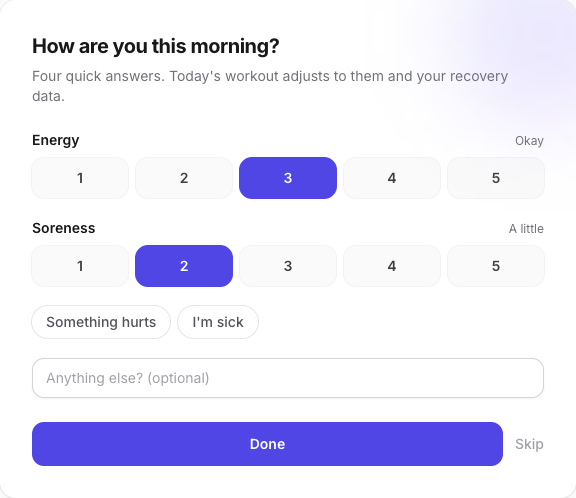 How are you this morning?
Four quick answers. Today's workout adjusts to them and your recovery
data.
Energy
Okay
1 2 3 4 5
Soreness
A little
1 2 3 4 5
Something hurts
I'm sick
Anything else? (optional)
Done
Skip